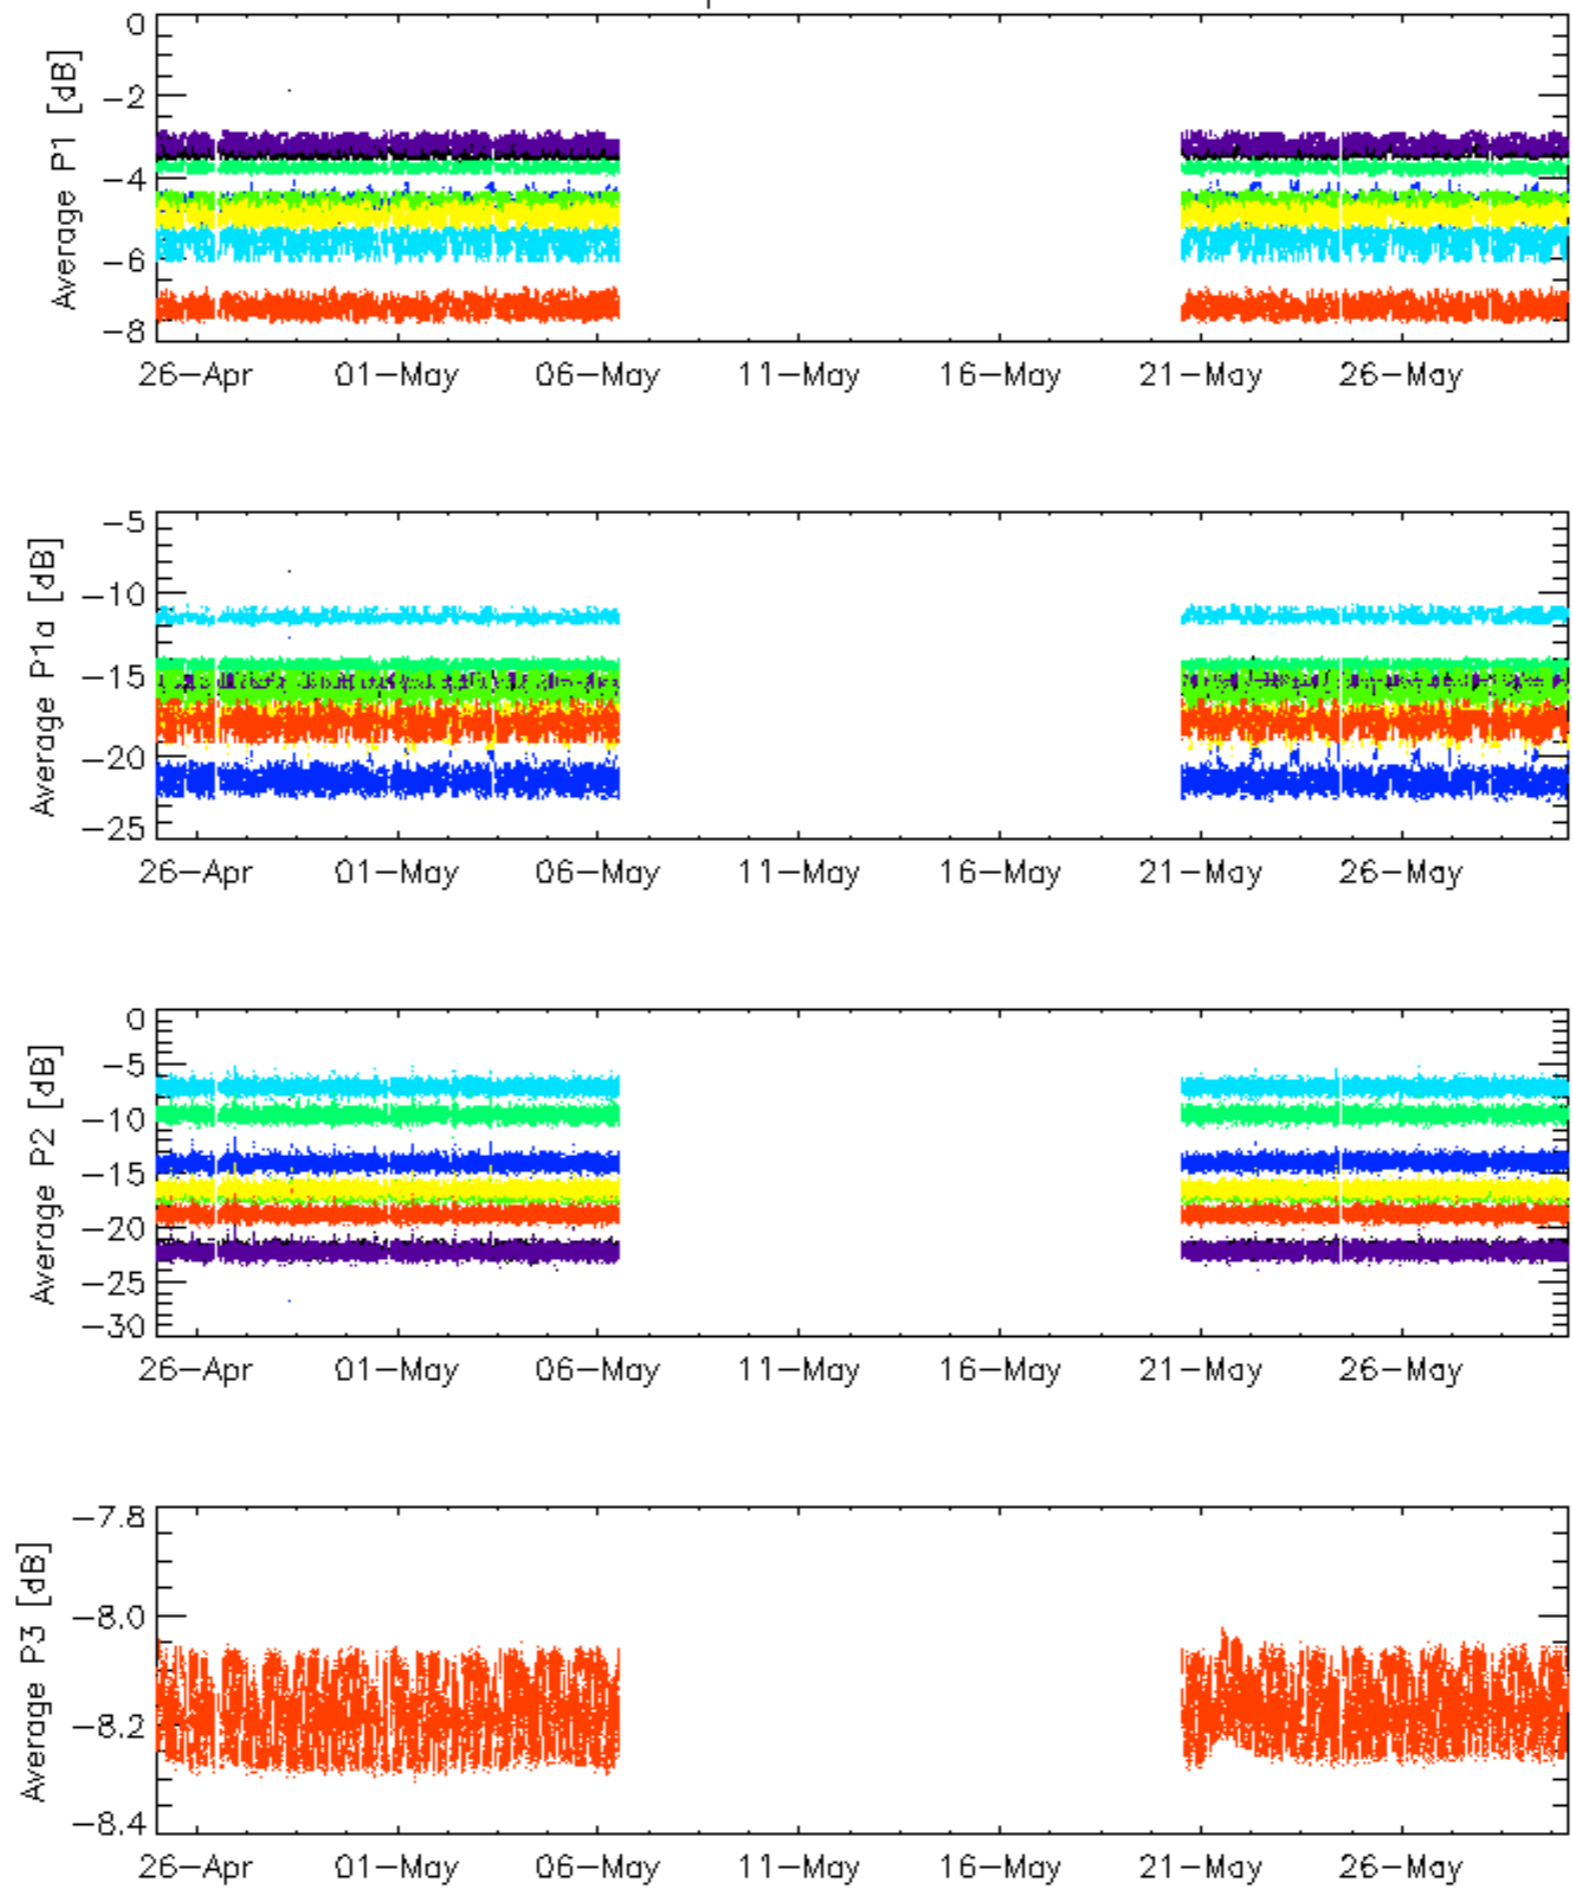 0
−2
−4
−6
−8
Average P1 [dB]
26−Apr 01−May 06−May 11−May 16−May 21−May 26−May
−5
−10
−15
−20
−25
Average P1a [dB]
26−Apr 01−May 06−May 11−May 16−May 21−May 26−May
0
−5
−10
−15
−20
−25
−30
Average P2 [dB]
26−Apr 01−May 06−May 11−May 16−May 21−May 26−May
−7.8
−8.0
−8.2
−8.4
Average P3 [dB]
26−Apr 01−May 06−May 11−May 16−May 21−May 26−May